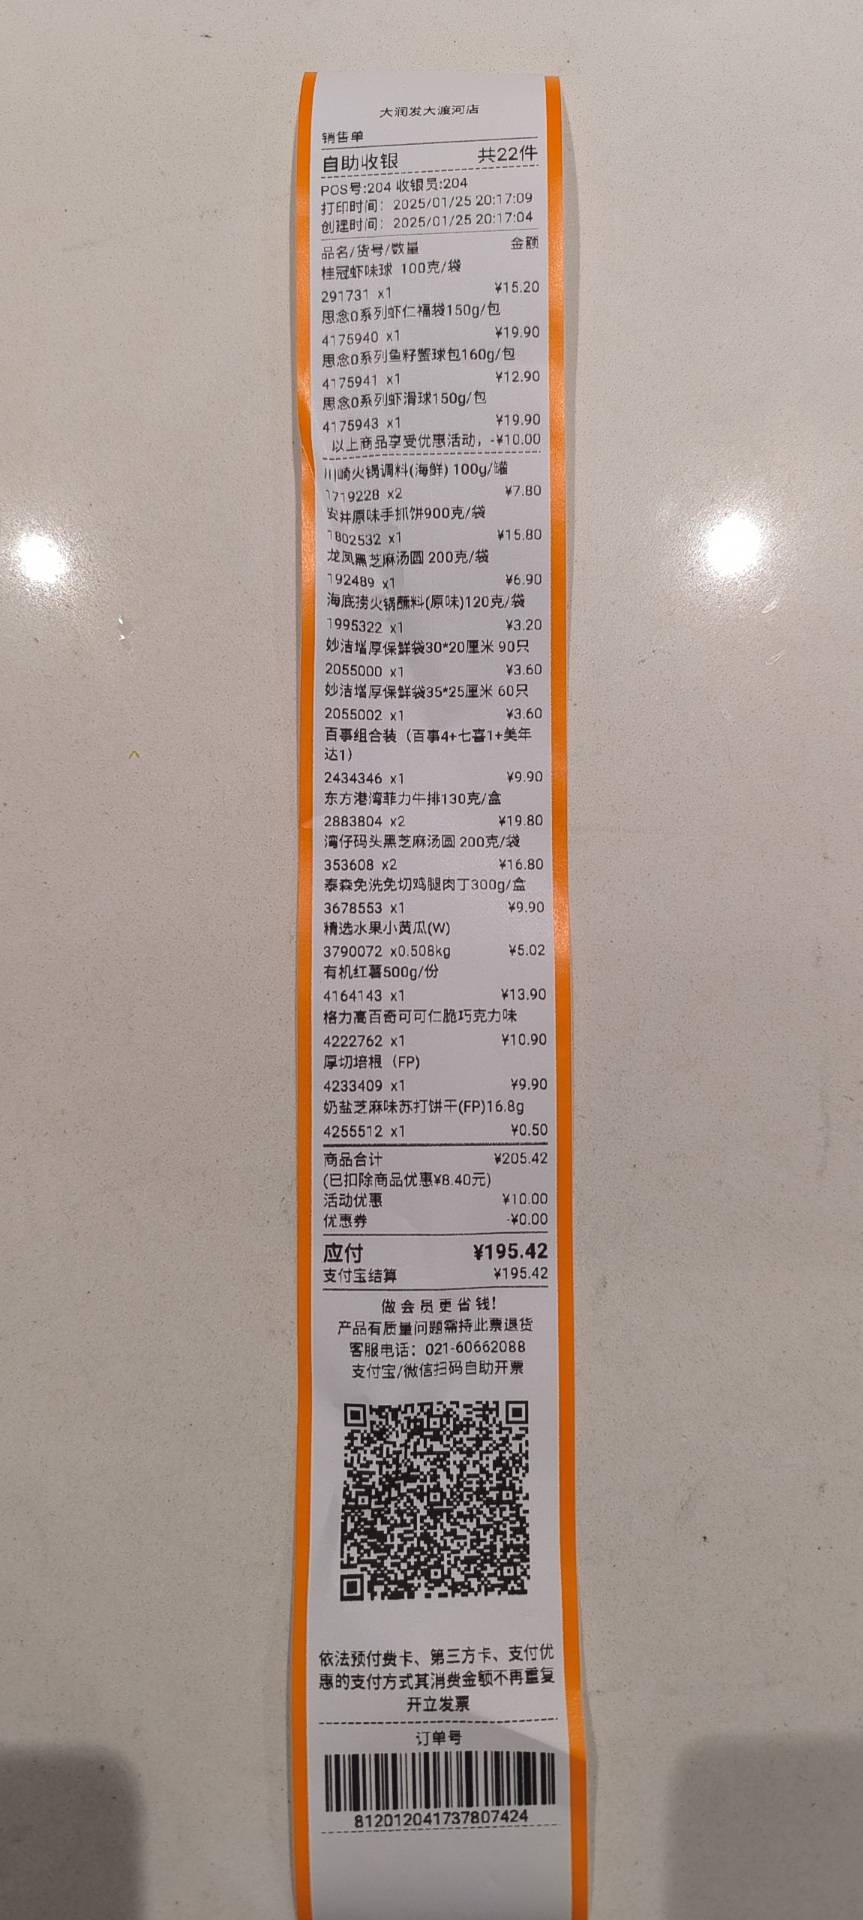 大润发大渡河店
销售单
自助收银 共22件
POS号:204 收银员:204
打印时间: 2025/01/25 20:17:09
创建时间: 2025/01/25 20:17:04
品名/货号/数量 金额
桂冠虾味球 100克/袋
291731 x1 ¥15.20
思念0系列虾仁福袋150g/包
4175940 x1 ¥19.90
思念0系列鱼籽蟹球包160g/包
4175941 x1 ¥12.90
思念0系列虾滑球150g/包
4175943 x1 ¥19.90
以上商品享受优惠活动, -¥10.00
川崎火锅调料(海鲜) 100g/罐
1719228 x2 ¥7.80
安井原味手抓饼900克/袋
1802532 x1 ¥15.80
龙凤黑芝麻汤圆 200克/袋
192489 x1 ¥6.90
海底捞火锅蘸料(原味)120克/袋
1995322 x1 ¥3.20
妙洁增厚保鲜袋30*20厘米 90只
2055000 x1 ¥3.60
妙洁增厚保鲜袋35*25厘米 60只
2055002 x1 ¥3.60
百事组合装（百事4+七喜1+美年
达1)
2434346 x1 ¥9.90
东方港湾菲力牛排130克/盒
2883804 x2 ¥19.80
湾仔码头黑芝麻汤圆 200克/袋
353608 x2 ¥16.80
泰森免洗免切鸡腿肉丁300g/盒
3678553 x1 ¥9.90
精选水果小黄瓜(W)
3790072 x0.508kg ¥5.02
有机红薯500g/份
4164143 x1 ¥13.90
格力高百奇可可仁脆巧克力味
4222762 x1 ¥10.90
厚切培根（FP)
4233409 x1 ¥9.90
奶盐芝麻味苏打饼干(FP)16.8g
4255512 x1 ¥0.50
商品合计 ¥205.42
(已扣除商品优惠¥8.40元)
活动优惠 ¥10.00
优惠券 -¥0.00
应付 ¥195.42
支付宝结算 ¥195.42
做会员更省钱!
产品有质量问题需持此票退货
客服电话: 021-60662088
支付宝/微信扫码自助开票
依法预付费卡、第三方卡、支付优
惠的支付方式其消费金额不再重复
开立发票
订单号
812012041737807424